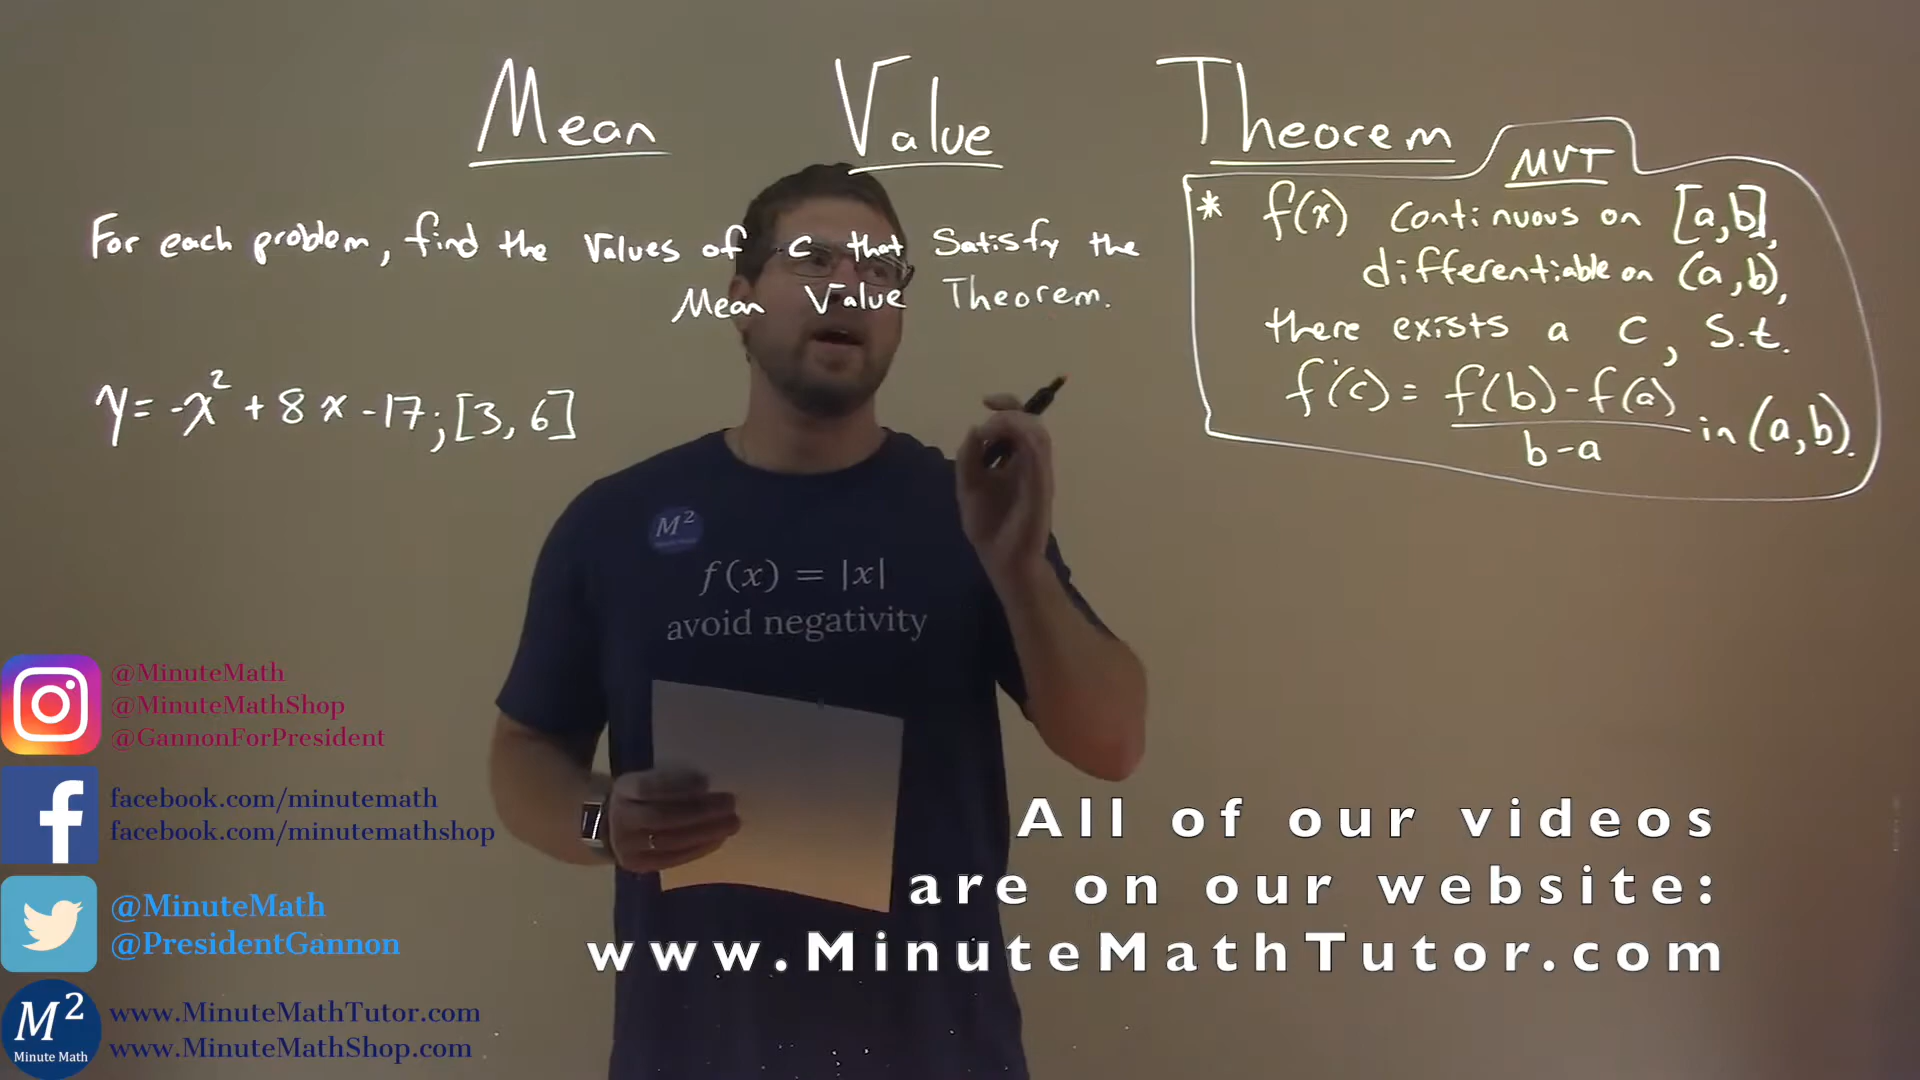 Mean Value Theorem
For each problem, find the values of c that Satisfy the
Mean Value Theorem.
y = -x² + 8x - 17; [3, 6]
MVT
* f(x) continuous on [a,b],
differentiable on (a,b),
there exists a c, s.t.
f'(c) = f(b) - f(a) / b - a in (a,b).
M²
Minute Math
f(x) = |x|
avoid negativity
@MinuteMath
@MinuteMathShop
@GannonForPresident
facebook.com/minutemath
facebook.com/minutemathshop
@MinuteMath
@PresidentGannon
M²
Minute Math
www.MinuteMathTutor.com
www.MinuteMathShop.com
All of our videos
are on our website:
www.MinuteMathTutor.com